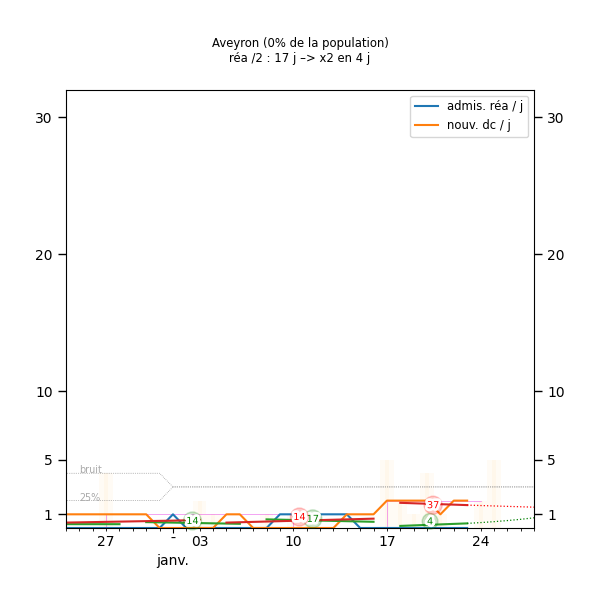 Aveyron (0% de la population)
réa /2 : 17 j –> x2 en 4 j
admis. réa / j
nouv. dc / j
30 30
20 20
10 10
5 5
bruit
25%
1 14 14 17 37 4 1
27 - 03 10 17 24
janv.